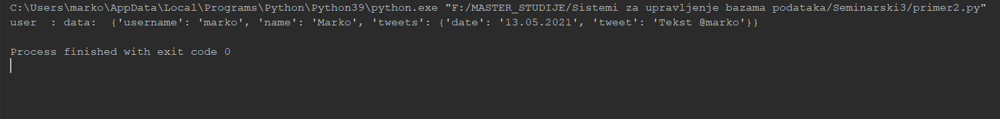 C:\Users\marko\AppData\Local\Programs\Python\Python39\python.exe "F:/MASTER_STUDIJE/Sistemi za upravljenje bazama podataka/Seminarski3/primer2.py"
user  : data:  {'username': 'marko', 'name': 'Marko', 'tweets': {'date': '13.05.2021', 'tweet': 'Tekst @marko'}}
Process finished with exit code 0